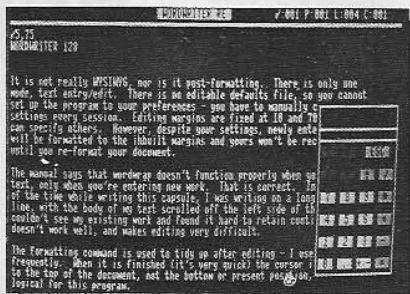 WORDWRITER RE V:001 P:001 L:004 C:001
/5,75
WORDWRITER 128
It is not really WYSIWYG, nor is it post-formatting. There is only one
mode, text entry/edit. There is no editable defaults file, so you cannot
set up the program to your preferences - you have to manually c
settings every session. Editing margins are fixed at 10 and 70
can specify others. However, despite your settings, newly ente
will be formatted to the inbuilt margins and yours won't be rec
until you re-format your document.
The manual says that wordwrap doesn't function properly when
text, only when you're entering new work. That is correct. In
of the time while writing this capsule, I was writing on a long
line, with the body of my text scrolled off the left side of th
couldn't see my existing work and found it hard to retain conti
doesn't work well, and makes editing very difficult.
The formatting command is used to tidy up after editing - I use
frequently. When it is finished (it's very quick) the cursor i
to the top of the document, not the bottom or present position,
logical for this program.
7 8 9
4 5 6